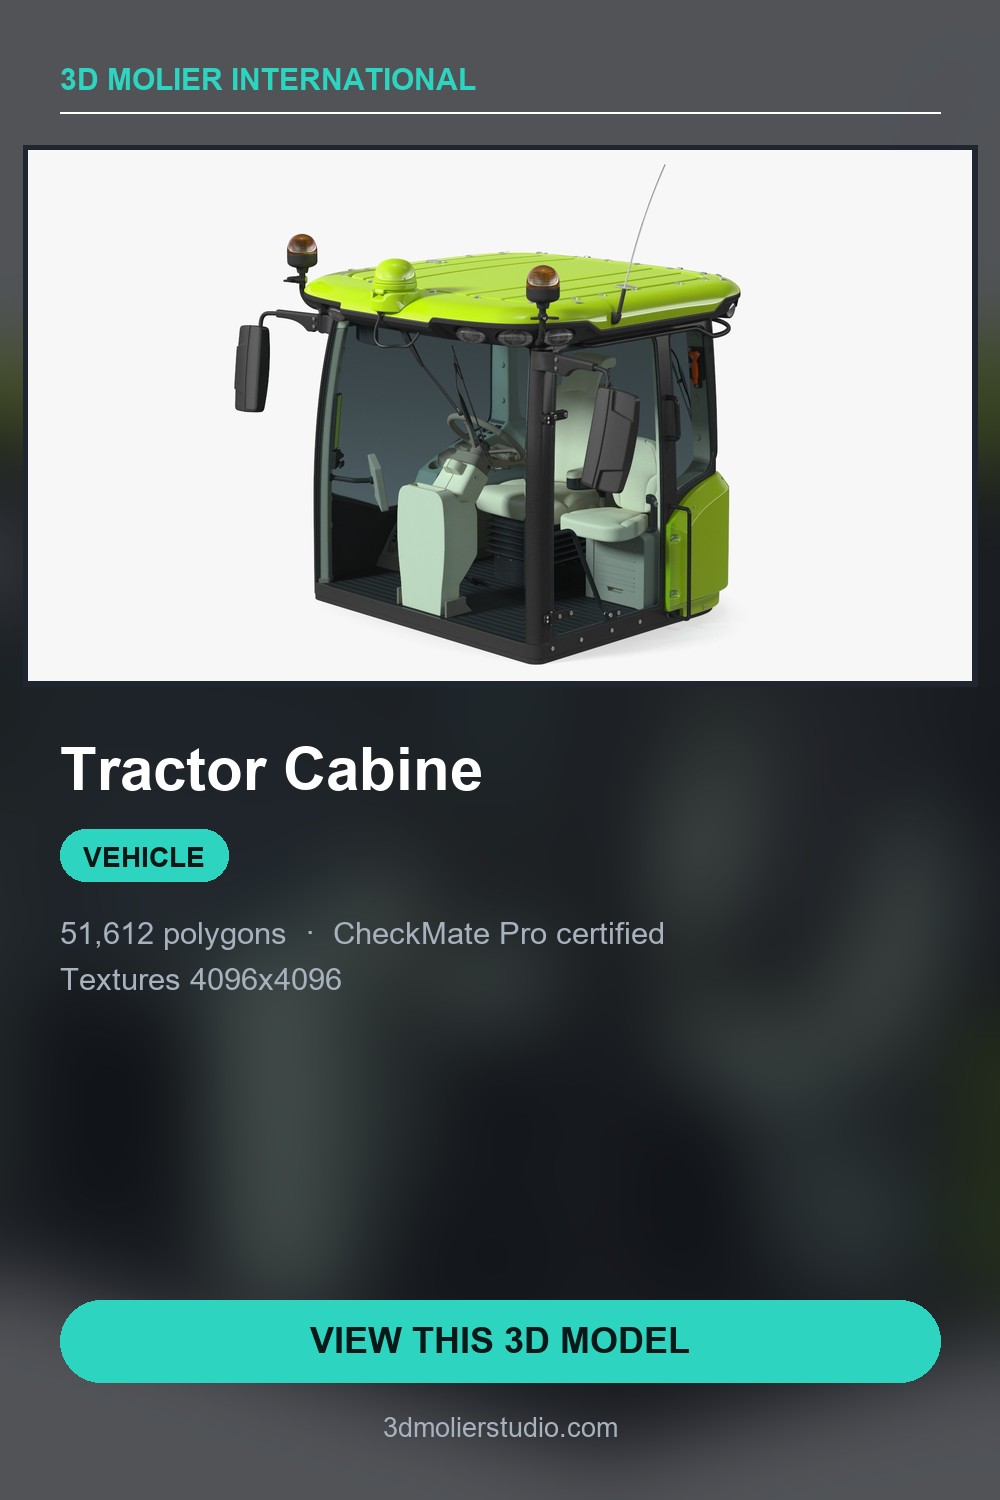 3D MOLIER INTERNATIONAL
Tractor Cabine
VEHICLE
51,612 polygons · CheckMate Pro certified
Textures 4096x4096
VIEW THIS 3D MODEL
3dmolierstudio.com